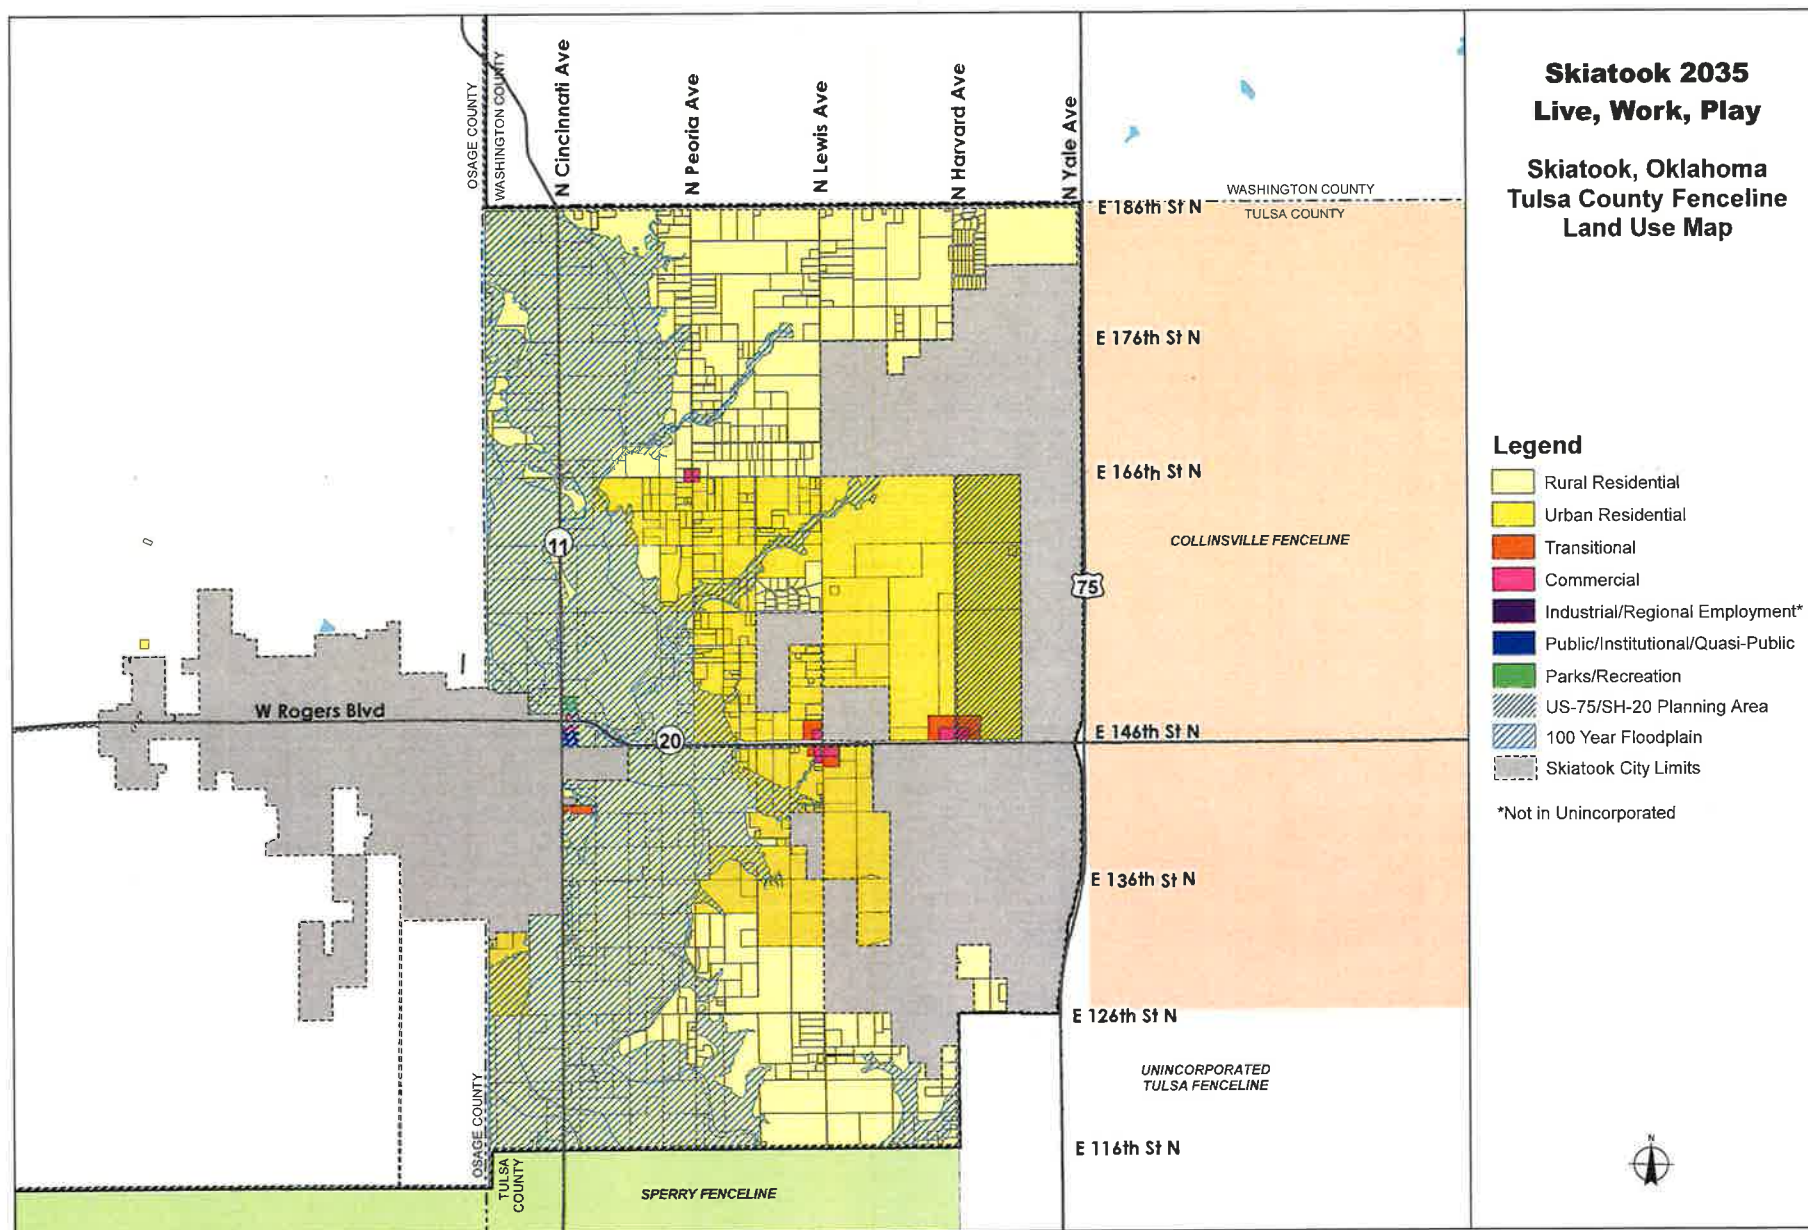 Skiatook 2035
Live, Work, Play
Skiatook, Oklahoma
Tulsa County Fenceline
Land Use Map
OSAGE COUNTY
WASHINGTON COUNTY
N Cincinnati Ave
N Peoria Ave
N Lewis Ave
N Harvard Ave
N Yale Ave
WASHINGTON COUNTY
TULSA COUNTY
E 186th St N
E 176th St N
E 166th St N
COLLINSVILLE FENCELINE
11
75
W Rogers Blvd
20
E 146th St N
E 136th St N
E 126th St N
UNINCORPORATED
TULSA FENCELINE
E 116th St N
OSAGE COUNTY
TULSA
COUNTY
SPERRY FENCELINE
Legend
Rural Residential
Urban Residential
Transitional
Commercial
Industrial/Regional Employment*
Public/Institutional/Quasi-Public
Parks/Recreation
US-75/SH-20 Planning Area
100 Year Floodplain
Skiatook City Limits
*Not in Unincorporated
N